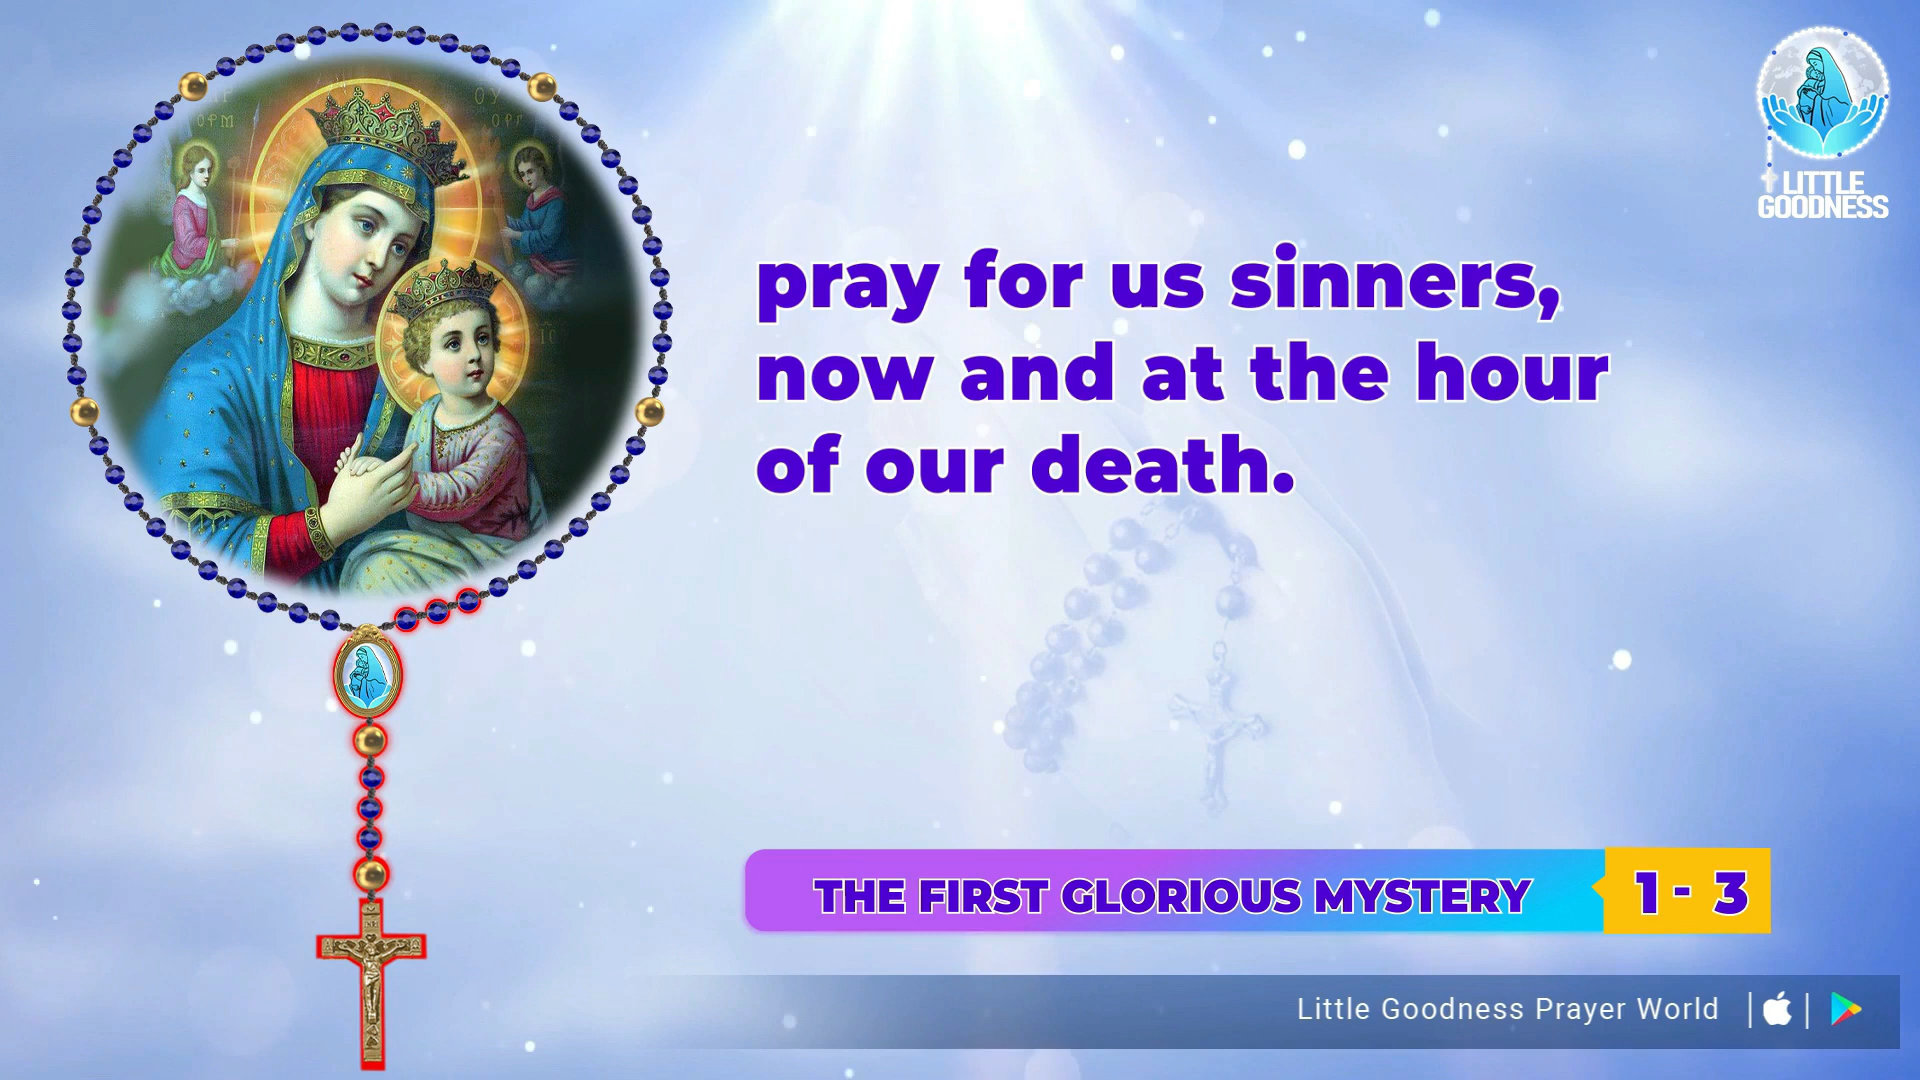 LITTLE
GOODNESS
pray for us sinners,
now and at the hour
of our death.
THE FIRST GLORIOUS MYSTERY 1 - 3
Little Goodness Prayer World